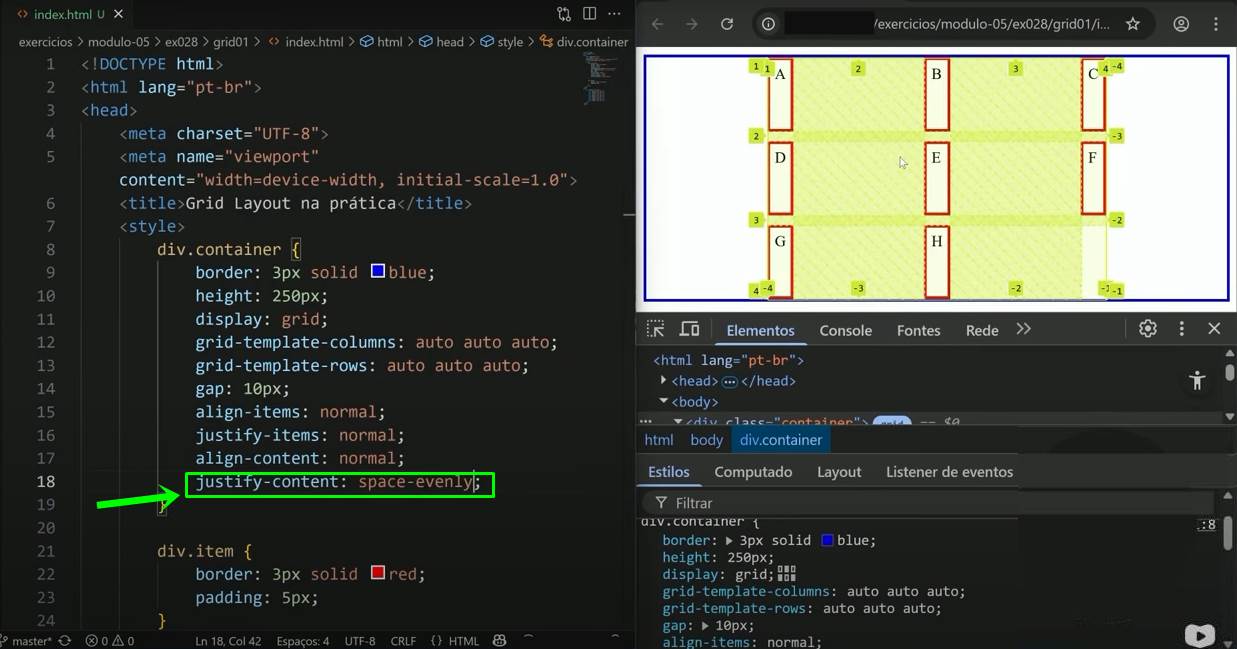 index.html U
exercicios > modulo-05 > ex028 > grid01 > index.html > html > head > style > div.container
1 <!DOCTYPE html>
2 <html lang="pt-br">
3 <head>
4 <meta charset="UTF-8">
5 <meta name="viewport"
content="width=device-width, initial-scale=1.0">
6 <title>Grid Layout na prática</title>
7 <style>
8 div.container {
9 border: 3px solid blue;
10 height: 250px;
11 display: grid;
12 grid-template-columns: auto auto auto;
13 grid-template-rows: auto auto auto;
14 gap: 10px;
15 align-items: normal;
16 justify-items: normal;
17 align-content: normal;
18 justify-content: space-evenly;
19 }
20
21 div.item {
22 border: 3px solid red;
23 padding: 5px;
24 }
master* 0 0 Ln 18, Col 42 Espaços: 4 UTF-8 CRLF {} HTML
/exercicios/modulo-05/ex028/grid01/i...
1 1 2 3 4 -4
A B C
2 -3
D E F
3 -2
G H
4 -4 -3 -2 -1 -1
Elementos Console Fontes Rede
<html lang="pt-br">
<head> </head>
<body>
<div class="container"> grid == $0
html body div.container
Estilos Computado Layout Listener de eventos
Filtrar
div.container { .:8
border: 3px solid blue;
height: 250px;
display: grid;
grid-template-columns: auto auto auto;
grid-template-rows: auto auto auto;
gap: 10px;
align-items: normal;